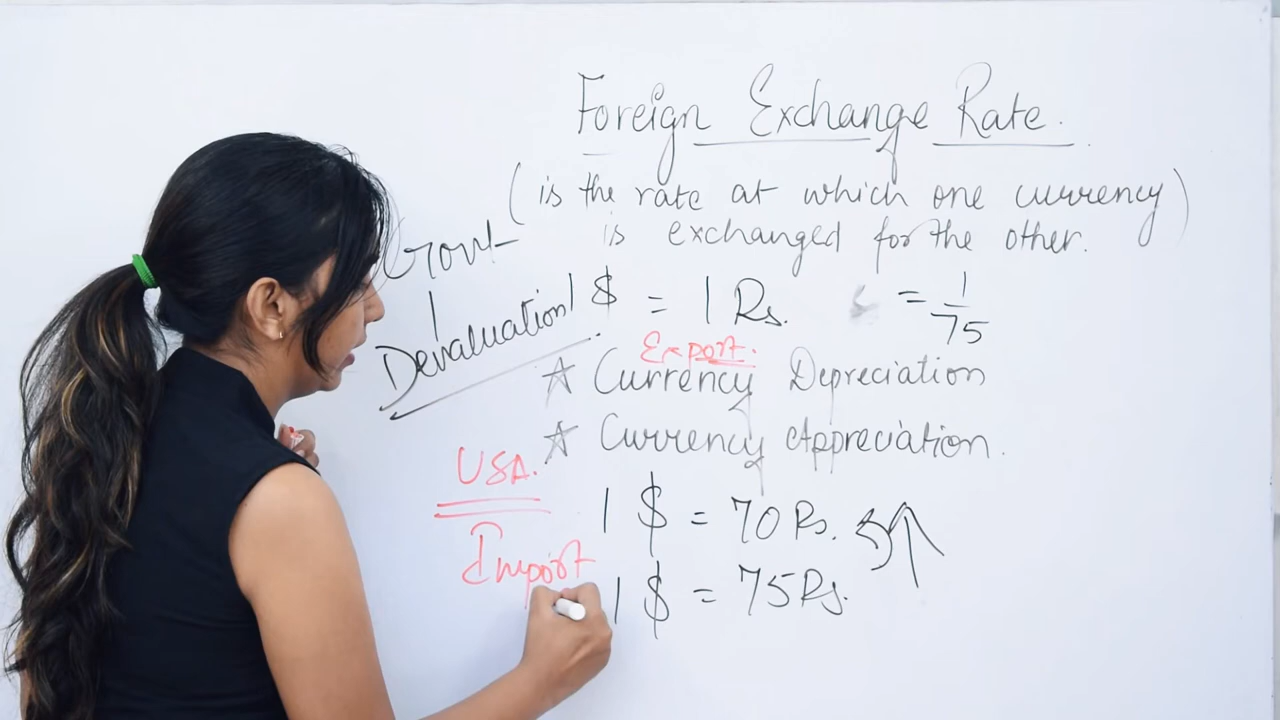 Foreign Exchange Rate.
(is the rate at which one currency)
is exchanged for the other.
Govt
Devaluation
1 $ = 1 Rs. = 1/75
Export.
☆ Currency Depreciation
☆ Currency Appreciation.
USA.
Import
1 $ = 70 Rs. ↑
1 $ = 75 Rs.